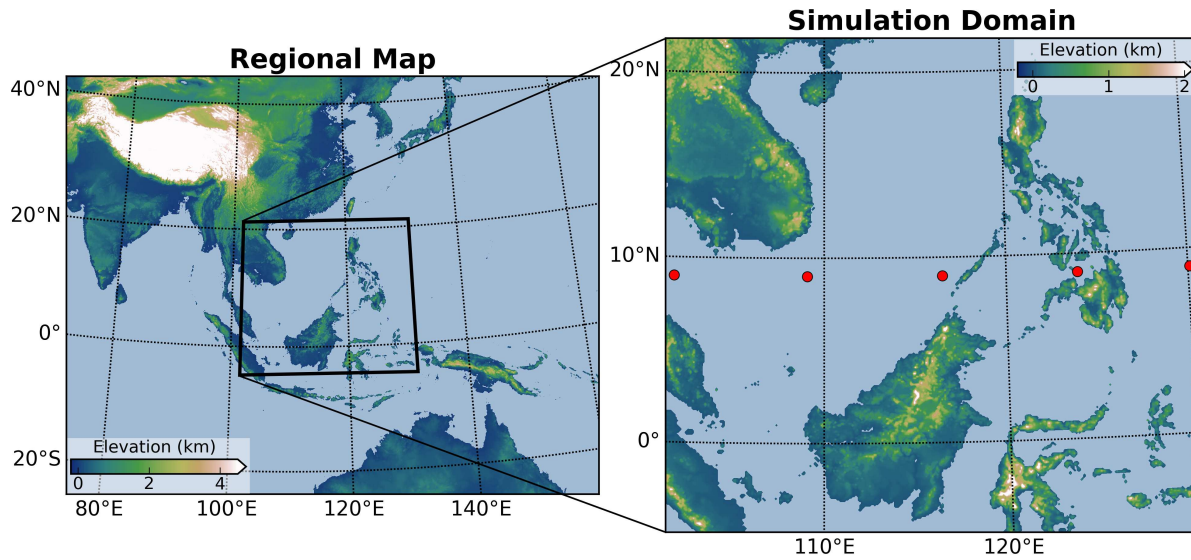 Regional Map
40°N
20°N
0°
20°S
80°E
100°E
120°E
140°E
Elevation (km)
0
2
4
Simulation Domain
20°N
10°N
0°
110°E
120°E
Elevation (km)
0
1
2